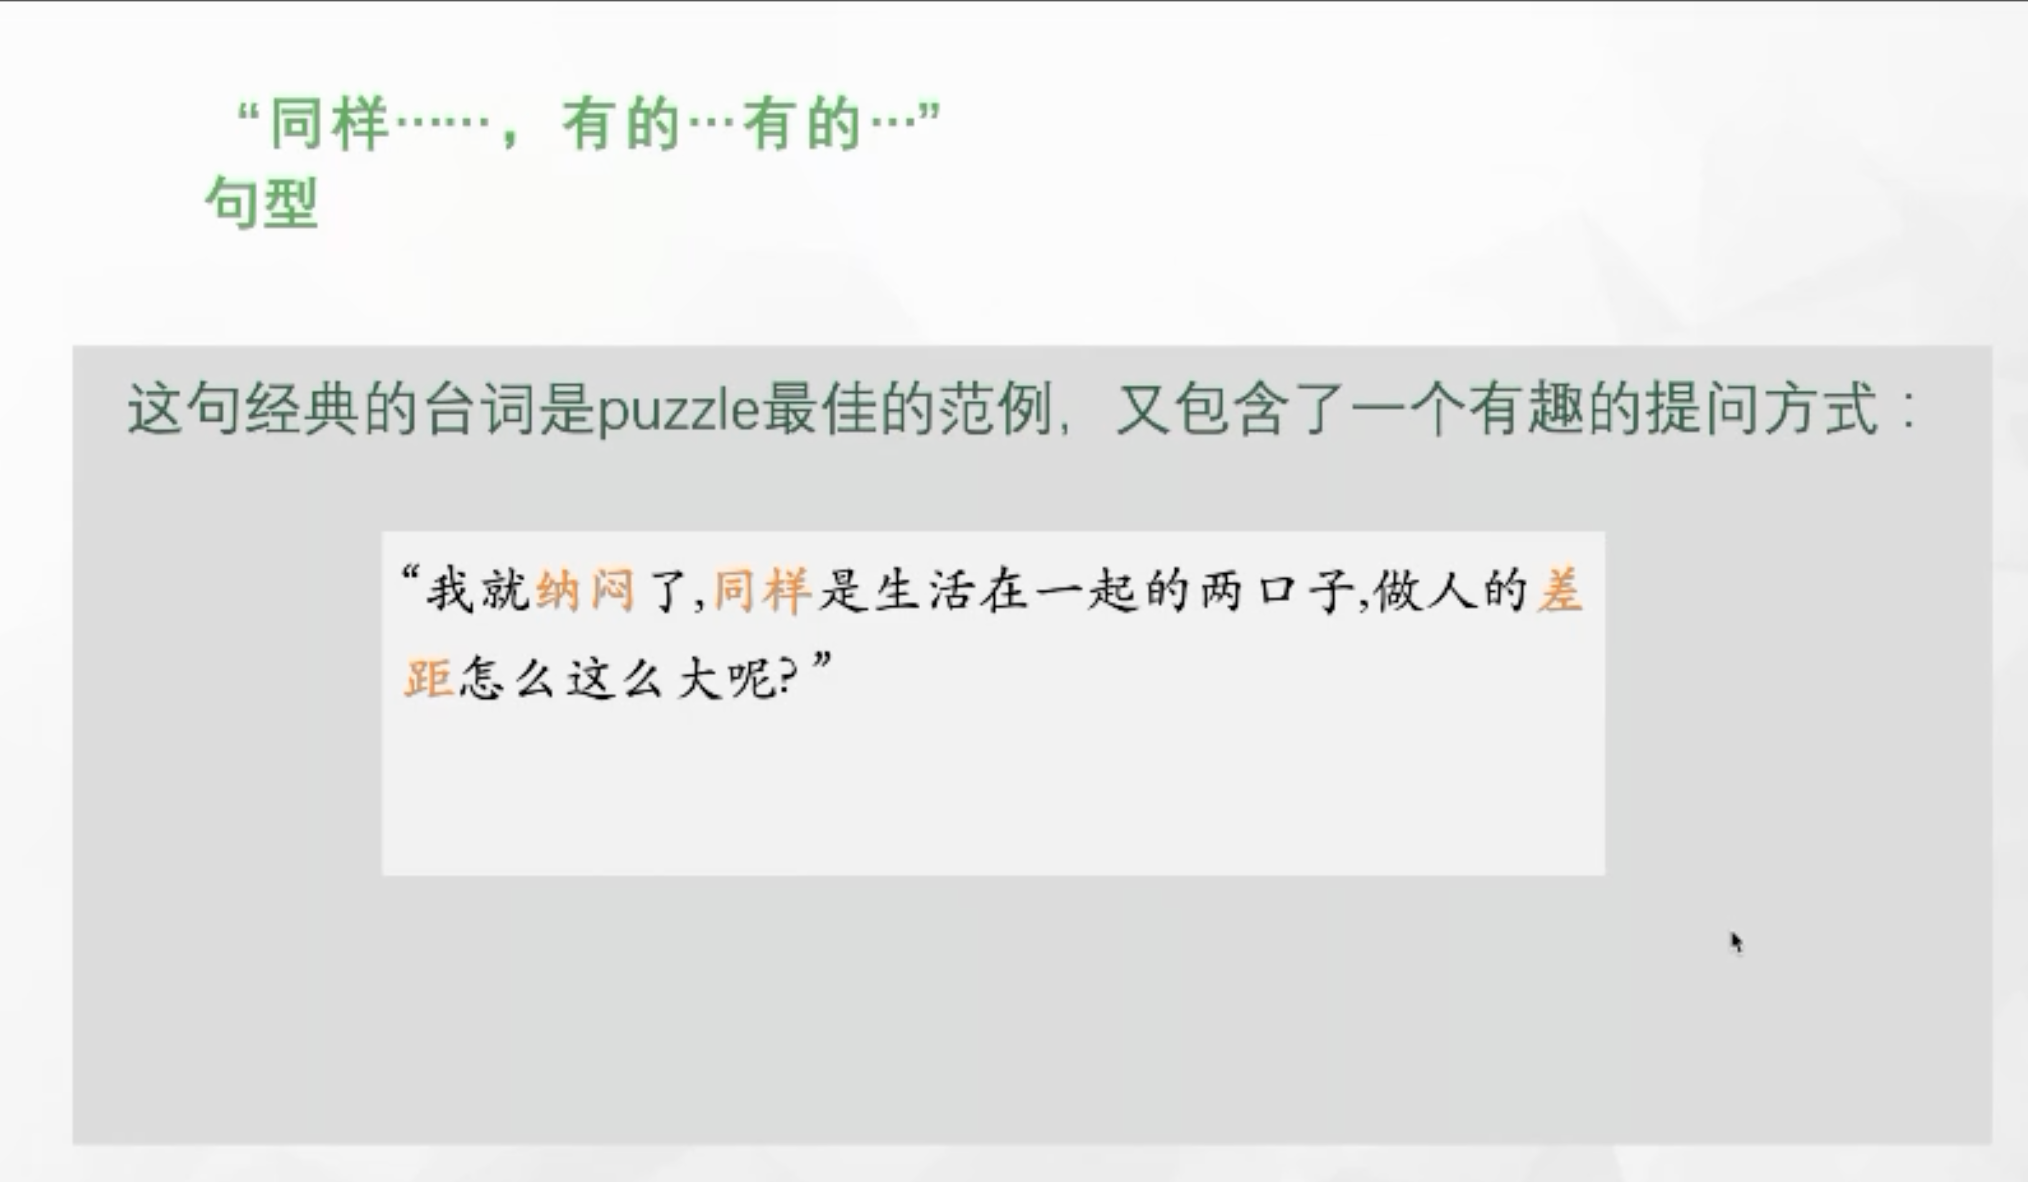 “同样……，有的…有的…”
句型
这句经典的台词是puzzle最佳的范例，又包含了一个有趣的提问方式：
“我就纳闷了,同样是生活在一起的两口子,做人的差
距怎么这么大呢?”